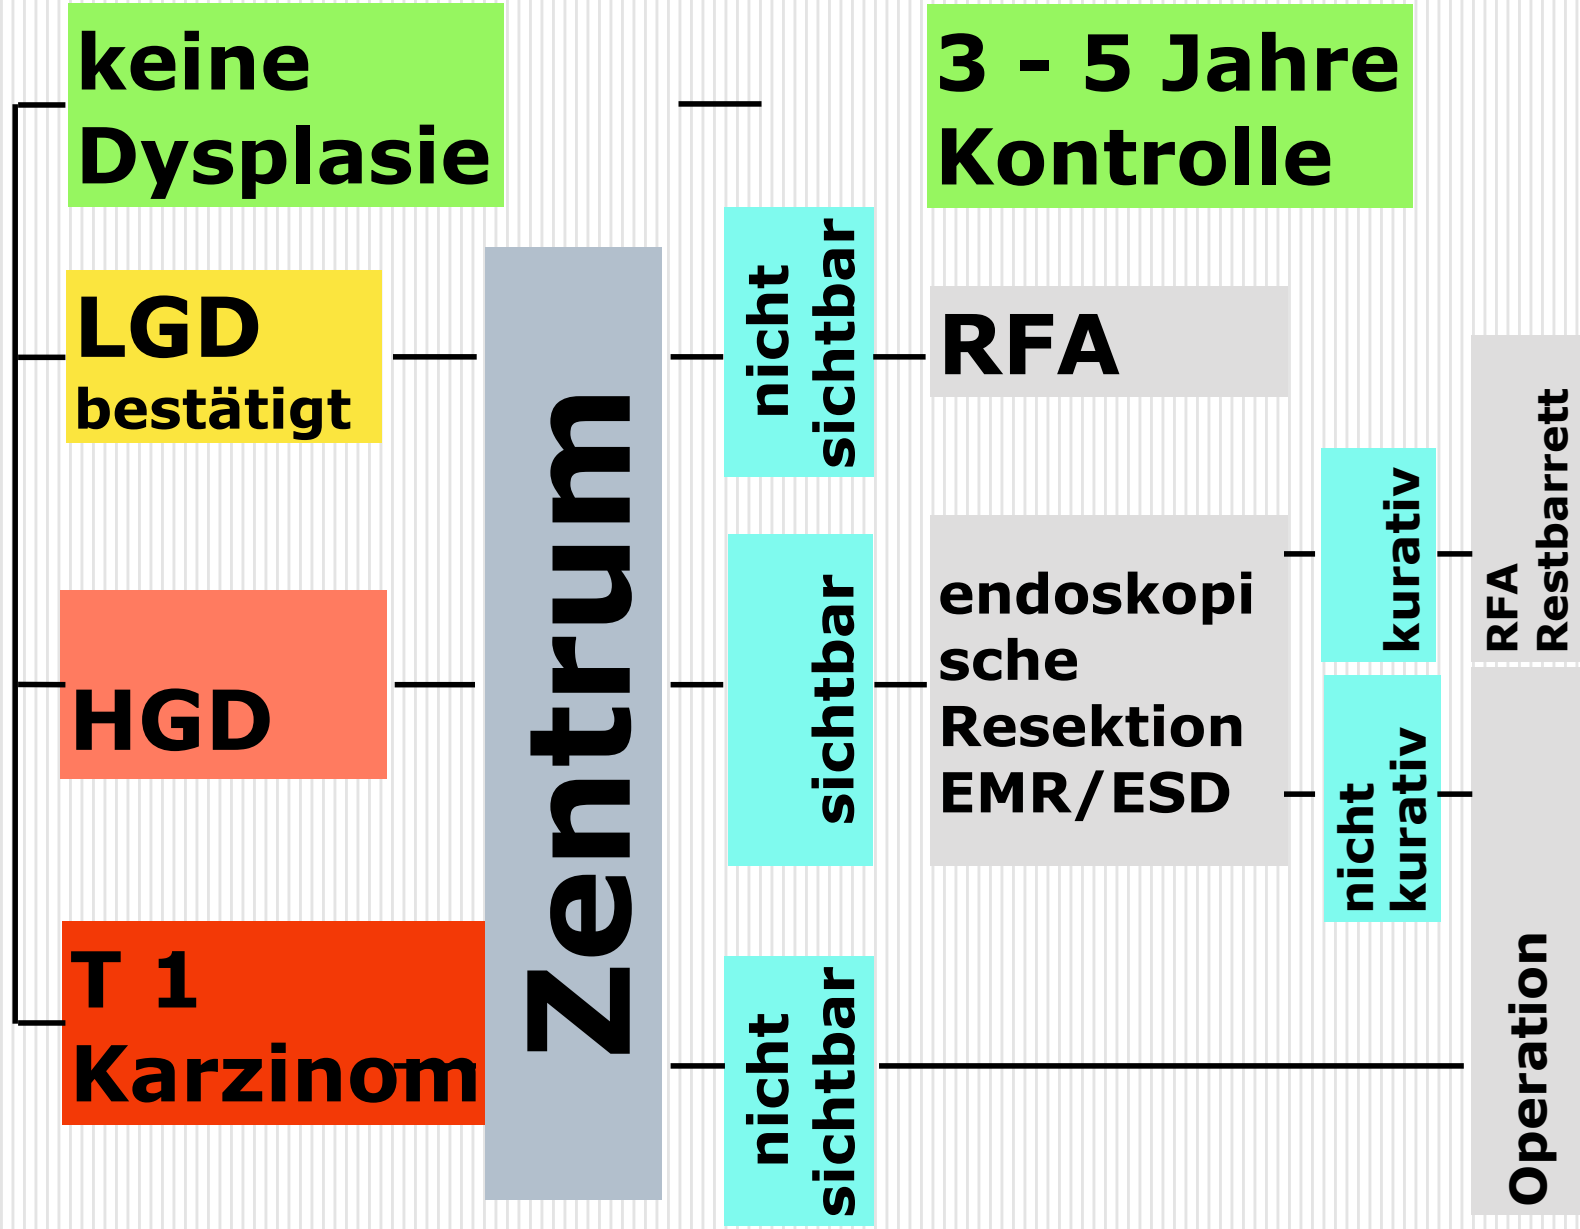 keine
Dysplasie
3 – 5 Jahre
Kontrolle
LGD
bestätigt
HGD
T 1
Karzinom
Zentrum
nicht
sichtbar
RFA
sichtbar
endoskopi
sche
Resektion
EMR/ESD
kurativ
RFA
Restbarrett
nicht
kurativ
nicht
sichtbar
Operation